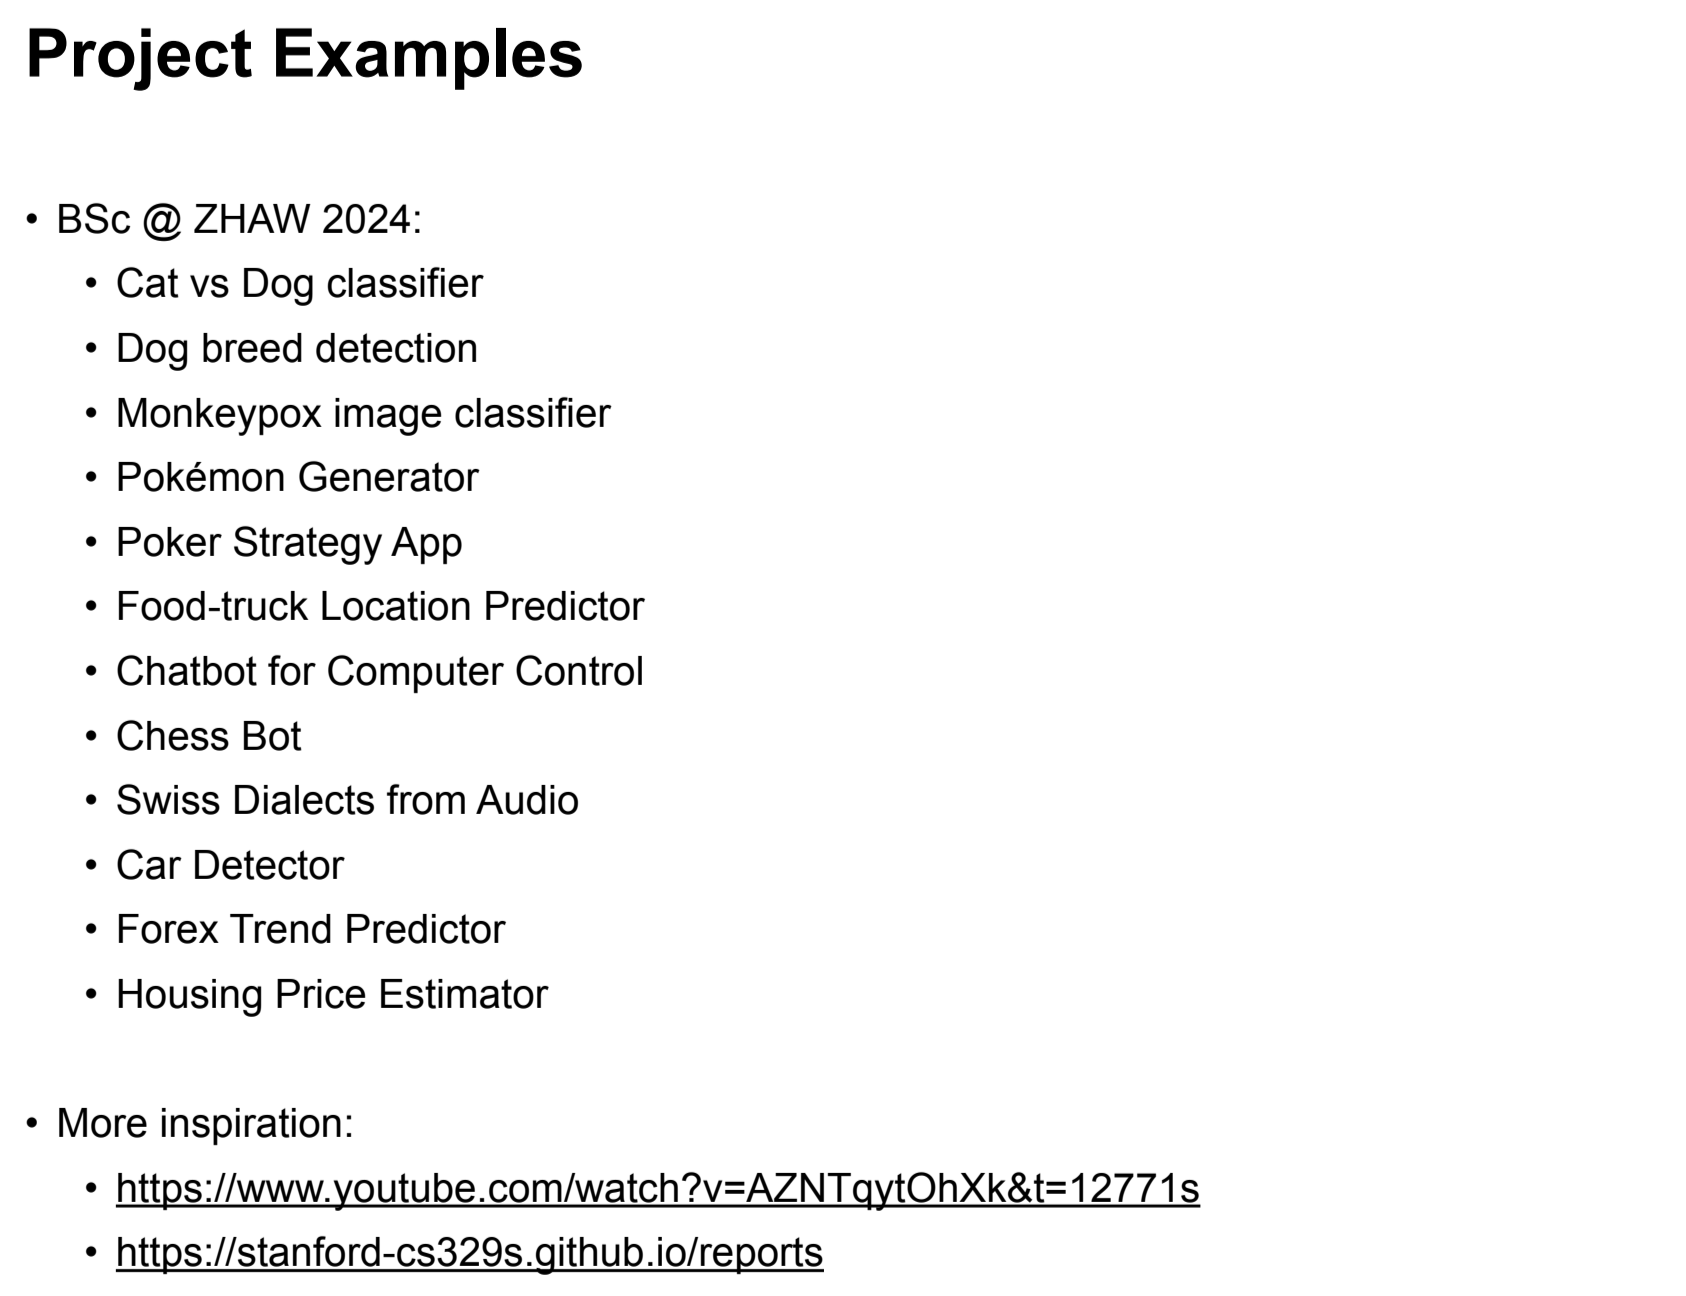 Project Examples
• BSc @ ZHAW 2024:
• Cat vs Dog classifier
• Dog breed detection
• Monkeypox image classifier
• Pokémon Generator
• Poker Strategy App
• Food-truck Location Predictor
• Chatbot for Computer Control
• Chess Bot
• Swiss Dialects from Audio
• Car Detector
• Forex Trend Predictor
• Housing Price Estimator
• More inspiration:
• https://www.youtube.com/watch?v=AZNTqytOhXk&t=12771s
• https://stanford-cs329s.github.io/reports